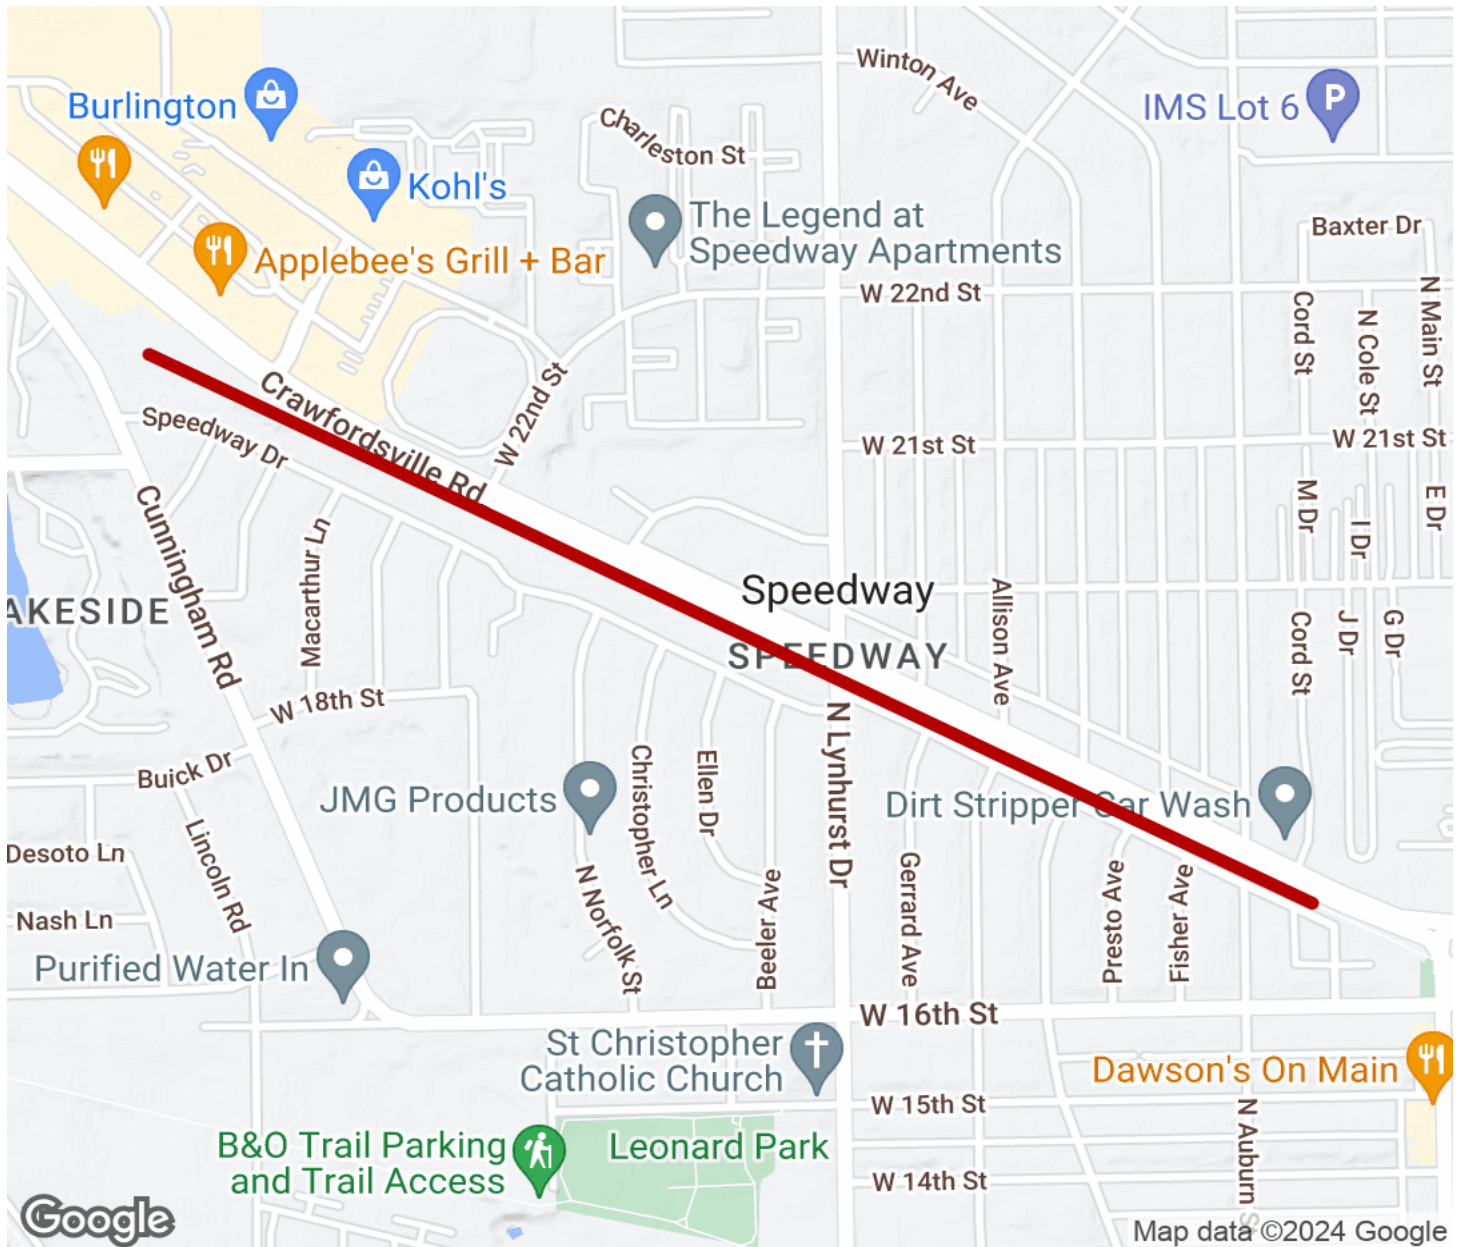 Winton Ave
Burlington
IMS Lot 6
Charleston St
Kohl's
The Legend at
Speedway Apartments
Baxter Dr
Applebee's Grill + Bar
W 22nd St
N Main St
Cord St
N Cole St
Crawfordsville Rd
W 22nd St
Speedway Dr
W 21st St
W 21st St
Cunningham Rd
M Dr
E Dr
I Dr
Macarthur Ln
Speedway
Allison Ave
AKESIDE
SPEEDWAY
Cord St
J Dr
G Dr
W 18th St
N Lynhurst Dr
Buick Dr
JMG Products
Christopher Ln
Ellen Dr
Dirt Stripper Car Wash
Lincoln Rd
Desoto Ln
N Norfolk St
Beeler Ave
Gerrard Ave
Presto Ave
Fisher Ave
Nash Ln
Purified Water In
W 16th St
St Christopher
Catholic Church
Dawson's On Main
W 15th St
N Auburn St
B&O Trail Parking
and Trail Access
Leonard Park
W 14th St
Google
Map data ©2024 Google